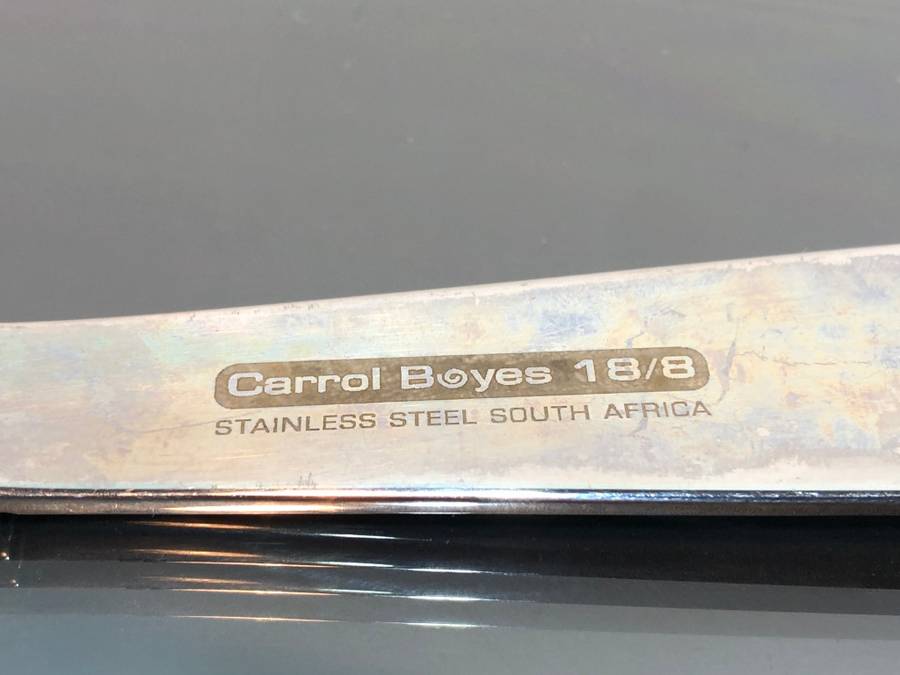 Carrol Boyes 18/8
STAINLESS STEEL SOUTH AFRICA